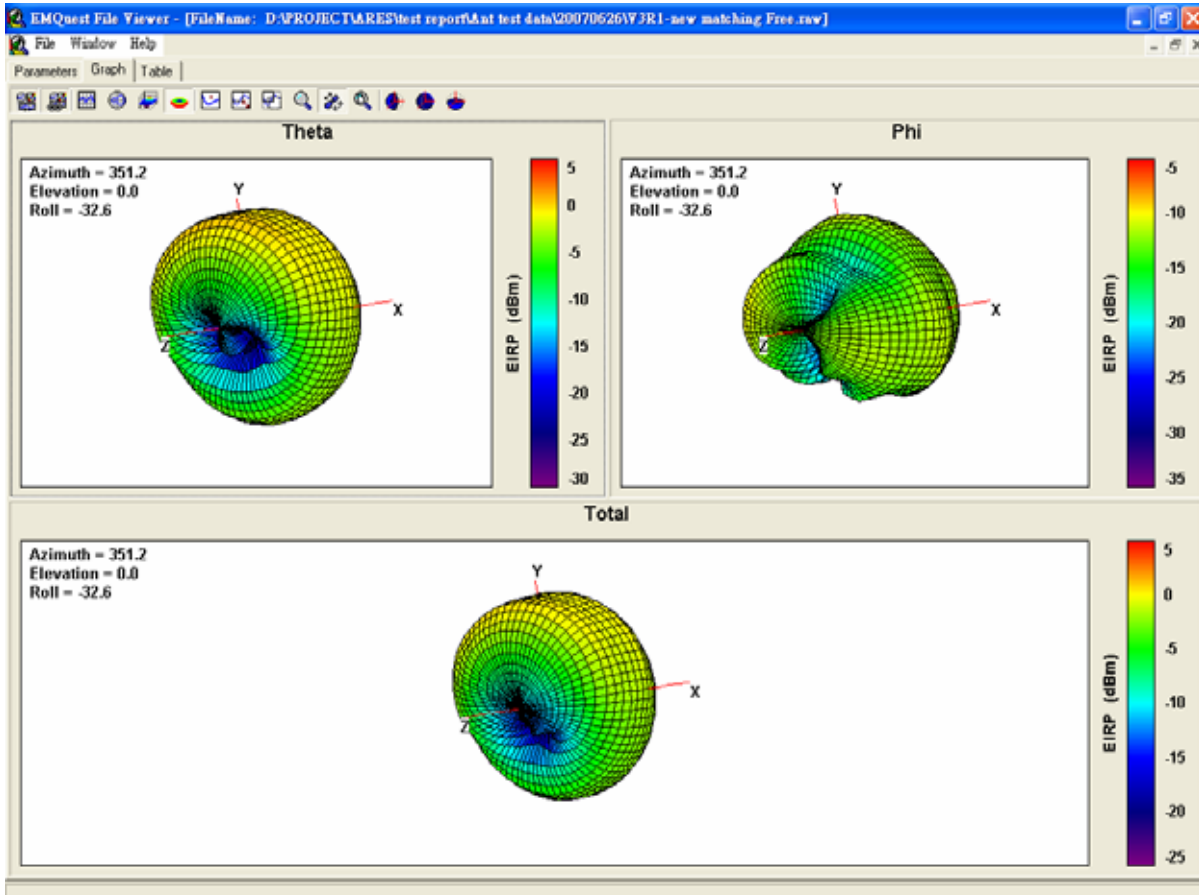 EMQuest File Viewer - [FileName: D:\PROJECT\ARES\test report\Ant test data\20070626\V3R1-new matching Free.raw]
File Window Help
Parameters Graph Table
Theta
Azimuth = 351.2
Elevation = 0.0
Roll = -32.6
Y
X
Z
EIRP (dBm)
5
0
-5
-10
-15
-20
-25
-30
Phi
Azimuth = 351.2
Elevation = 0.0
Roll = -32.6
Y
X
Z
EIRP (dBm)
-5
-10
-15
-20
-25
-30
-35
Total
Azimuth = 351.2
Elevation = 0.0
Roll = -32.6
Y
X
Z
EIRP (dBm)
5
0
-5
-10
-15
-20
-25